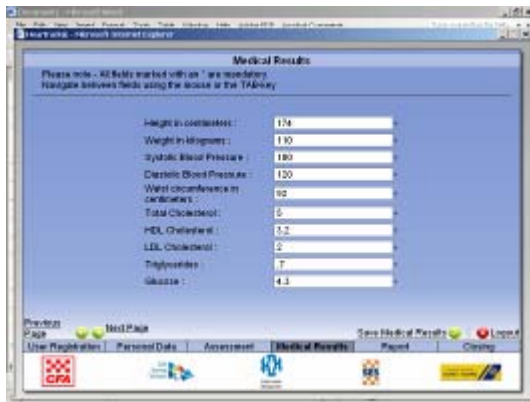 Medical Results
Please note - All fields marked with an * are mandatory.
Navigate between fields using the mouse or the TAB-key
Height in centimeters : 174 *
Weight in kilograms : 110 *
Systolic Blood Pressure : 180 *
Diastolic Blood Pressure : 120 *
Waist circumference in
centimeters : 92 *
Total Cholesterol : 5 *
HDL Cholesterol : 3.2 *
LDL Cholesterol : 2 *
Triglycerides : .7 *
Glucose : 4.3 *
Previous
Page
Next Page
Save Medical Results
Logout
User Registration
Personal Data
Assessment
Medical Results
Report
Closing
CFA
SES